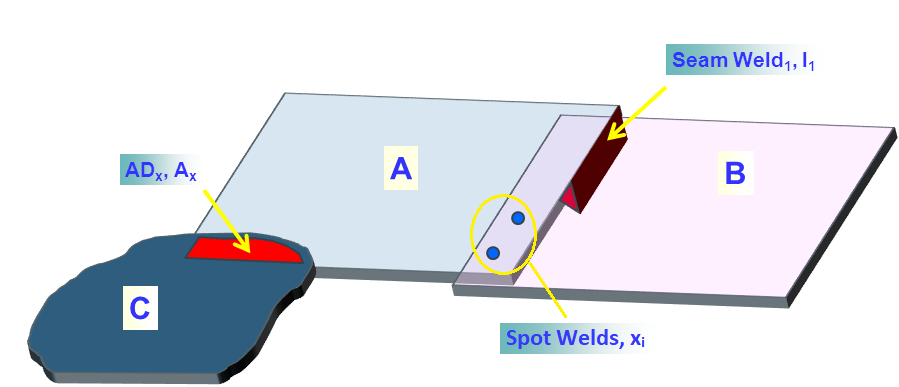 Seam Weld₁, l₁
A
B
ADₓ, Aₓ
C
Spot Welds, xᵢ